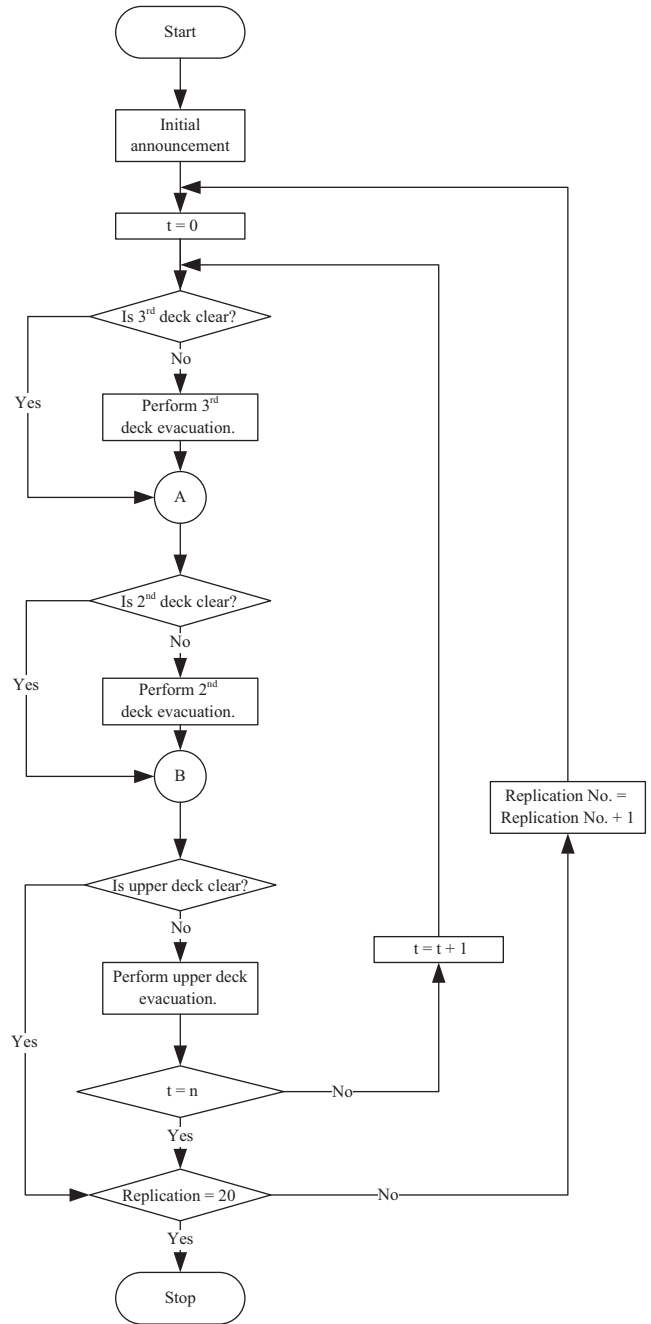 Start
Initial
announcement
t = 0
Is 3rd deck clear?
No
Yes
Perform 3rd
deck evacuation.
A
Is 2nd deck clear?
No
Yes
Perform 2nd
deck evacuation.
B
Replication No. =
Replication No. + 1
Is upper deck clear?
No
t = t + 1
Perform upper deck
evacuation.
Yes
t = n
No
Yes
Replication = 20
No
Yes
Stop